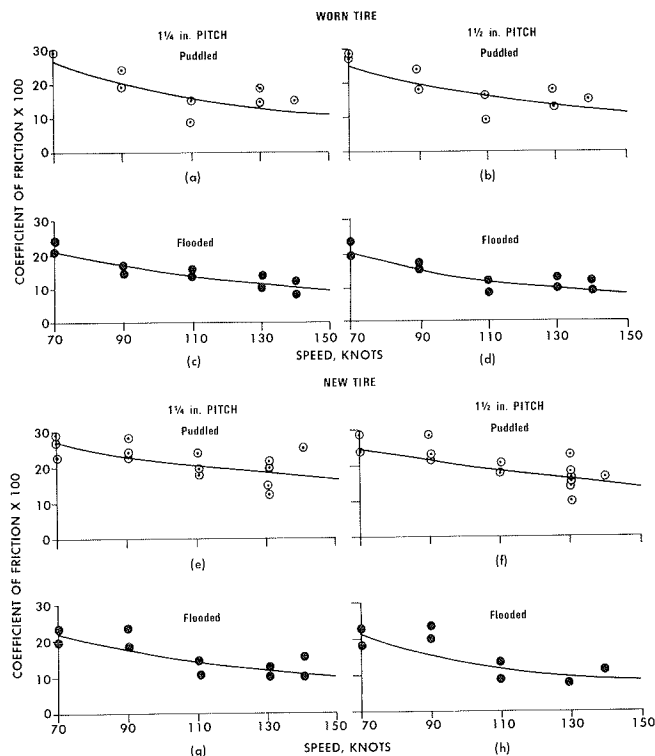 WORN TIRE
1¼ in. PITCH 1½ in. PITCH
Puddled Puddled
30
20
10
0
(a) (b)
COEFFICIENT OF FRICTION X 100
Flooded Flooded
30
20
10
0
70 90 110 130 150 70 90 110 130 150
SPEED, KNOTS
(c) (d)
NEW TIRE
1¼ in. PITCH 1½ in. PITCH
Puddled Puddled
30
20
10
0
(e) (f)
COEFFICIENT OF FRICTION X 100
Flooded Flooded
30
20
10
0
70 90 110 130 150 70 90 110 130 150
(g) SPEED, KNOTS (h)